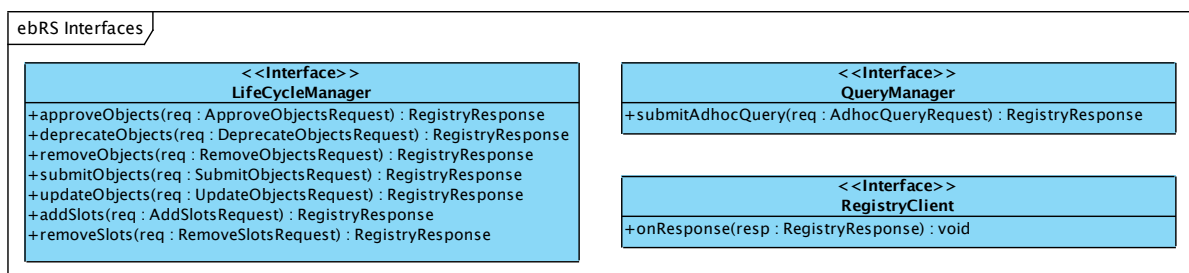 ebRS Interfaces
<<Interface>>
LifeCycleManager
+approveObjects(req : ApproveObjectsRequest) : RegistryResponse
+deprecateObjects(req : DeprecateObjectsRequest) : RegistryResponse
+removeObjects(req : RemoveObjectsRequest) : RegistryResponse
+submitObjects(req : SubmitObjectsRequest) : RegistryResponse
+updateObjects(req : UpdateObjectsRequest) : RegistryResponse
+addSlots(req : AddSlotsRequest) : RegistryResponse
+removeSlots(req : RemoveSlotsRequest) : RegistryResponse
<<Interface>>
QueryManager
+submitAdhocQuery(req : AdhocQueryRequest) : RegistryResponse
<<Interface>>
RegistryClient
+onResponse(resp : RegistryResponse) : void